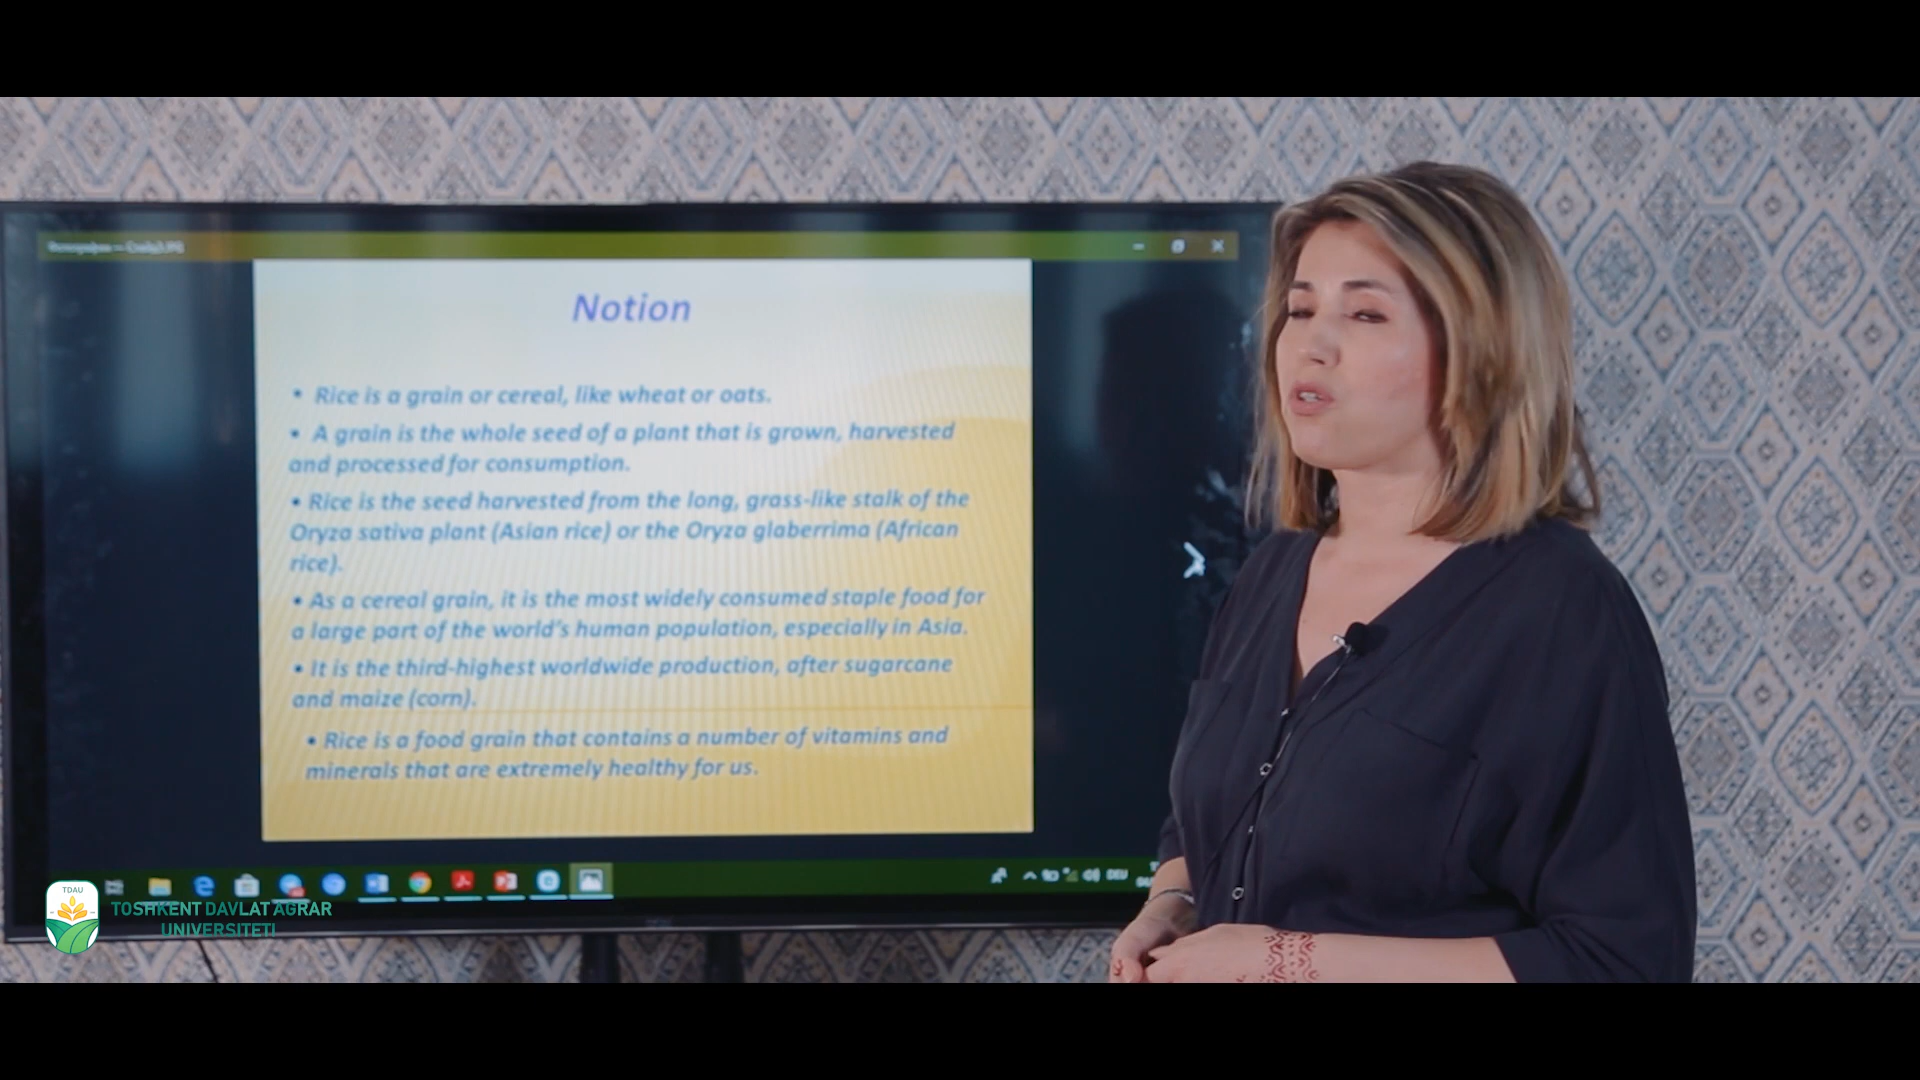 Notion
• Rice is a grain or cereal, like wheat or oats.
• A grain is the whole seed of a plant that is grown, harvested
and processed for consumption.
• Rice is the seed harvested from the long, grass-like stalk of the
Oryza sativa plant (Asian rice) or the Oryza glaberrima (African
rice).
• As a cereal grain, it is the most widely consumed staple food for
a large part of the world's human population, especially in Asia.
• It is the third-highest worldwide production, after sugarcane
and maize (corn).
• Rice is a food grain that contains a number of vitamins and
minerals that are extremely healthy for us.
DEU
TDAU
TOSHKENT DAVLAT AGRAR
UNIVERSITETI